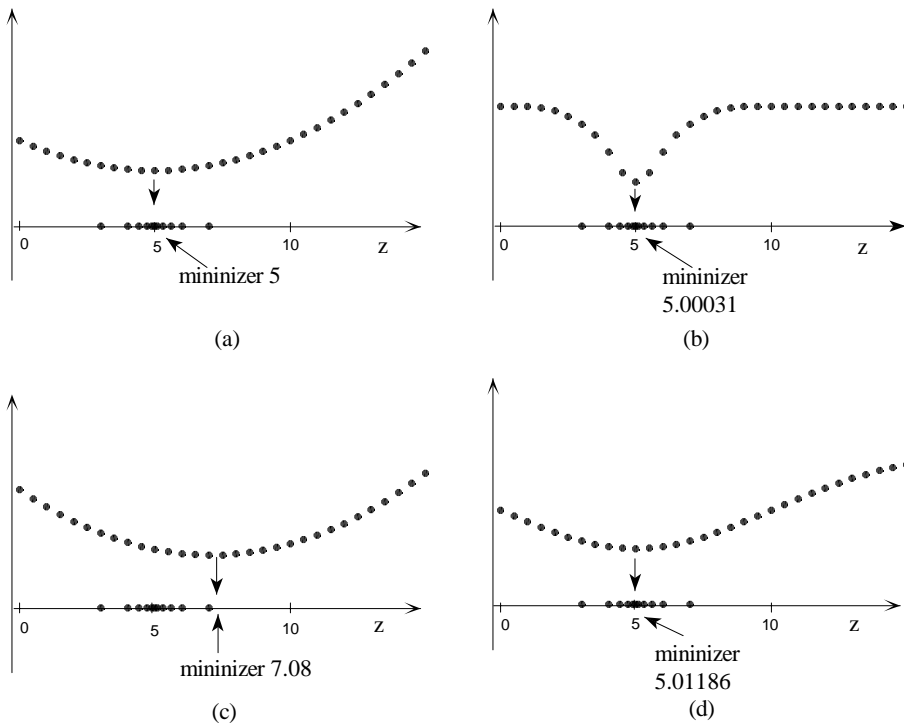 0 5 10 z
mininizer 5
(a)
0 5 10 z
mininizer
5.00031
(b)
0 5 10 z
mininizer 7.08
(c)
0 5 10 z
mininizer
5.01186
(d)